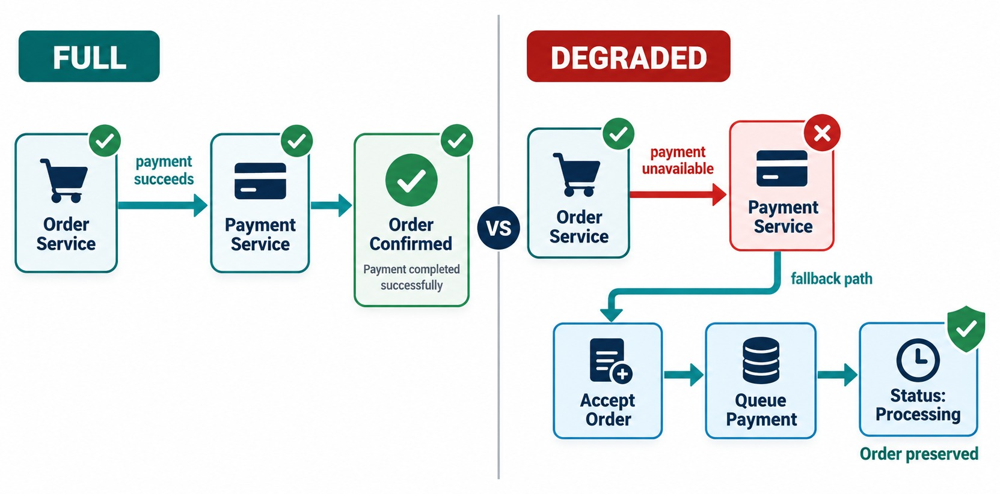 FULL
payment
succeeds
Order
Service
Payment
Service
Order
Confirmed
Payment completed
successfully
VS
DEGRADED
payment
unavailable
Order
Service
Payment
Service
fallback path
Accept
Order
Queue
Payment
Status:
Processing
Order preserved